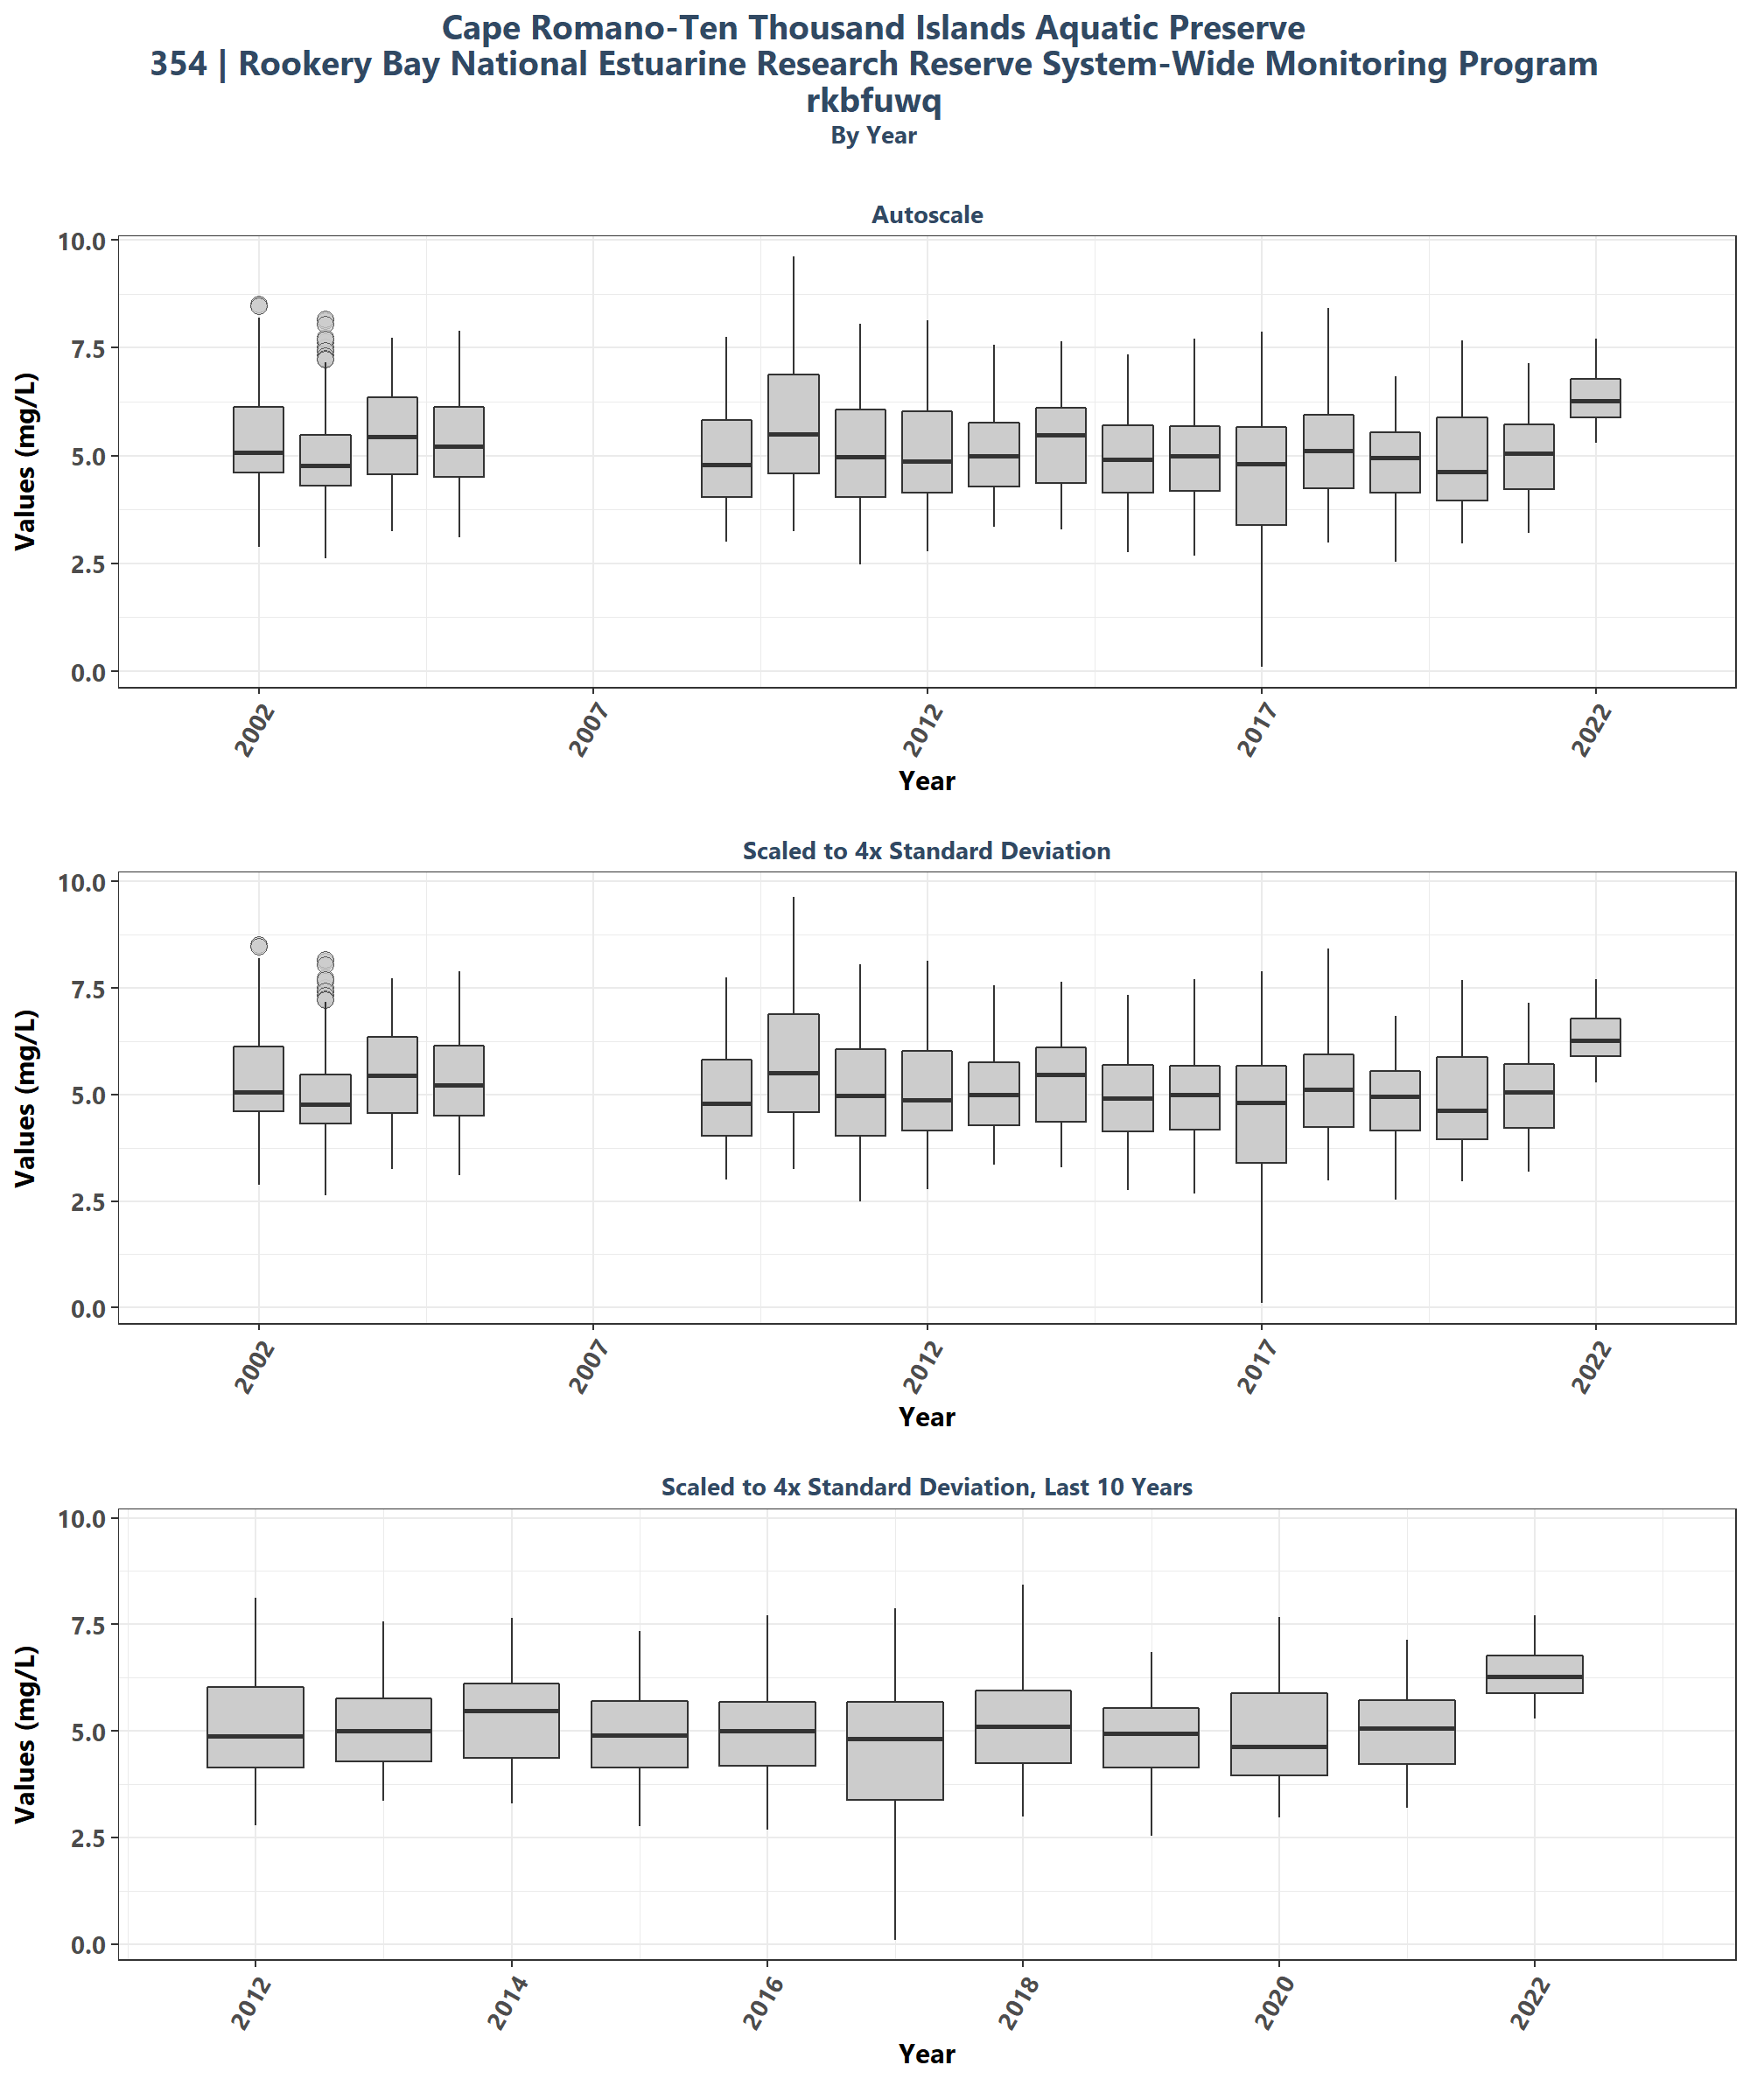 Cape Romano-Ten Thousand Islands Aquatic Preserve
354 | Rookery Bay National Estuarine Research Reserve System-Wide Monitoring Program
rkbfuwq
By Year
Autoscale
Values (mg/L)
10.0
7.5
5.0
2.5
0.0
2002
2007
2012
2017
2022
Year
Scaled to 4x Standard Deviation
Values (mg/L)
10.0
7.5
5.0
2.5
0.0
2002
2007
2012
2017
2022
Year
Scaled to 4x Standard Deviation, Last 10 Years
Values (mg/L)
10.0
7.5
5.0
2.5
0.0
2012
2014
2016
2018
2020
2022
Year